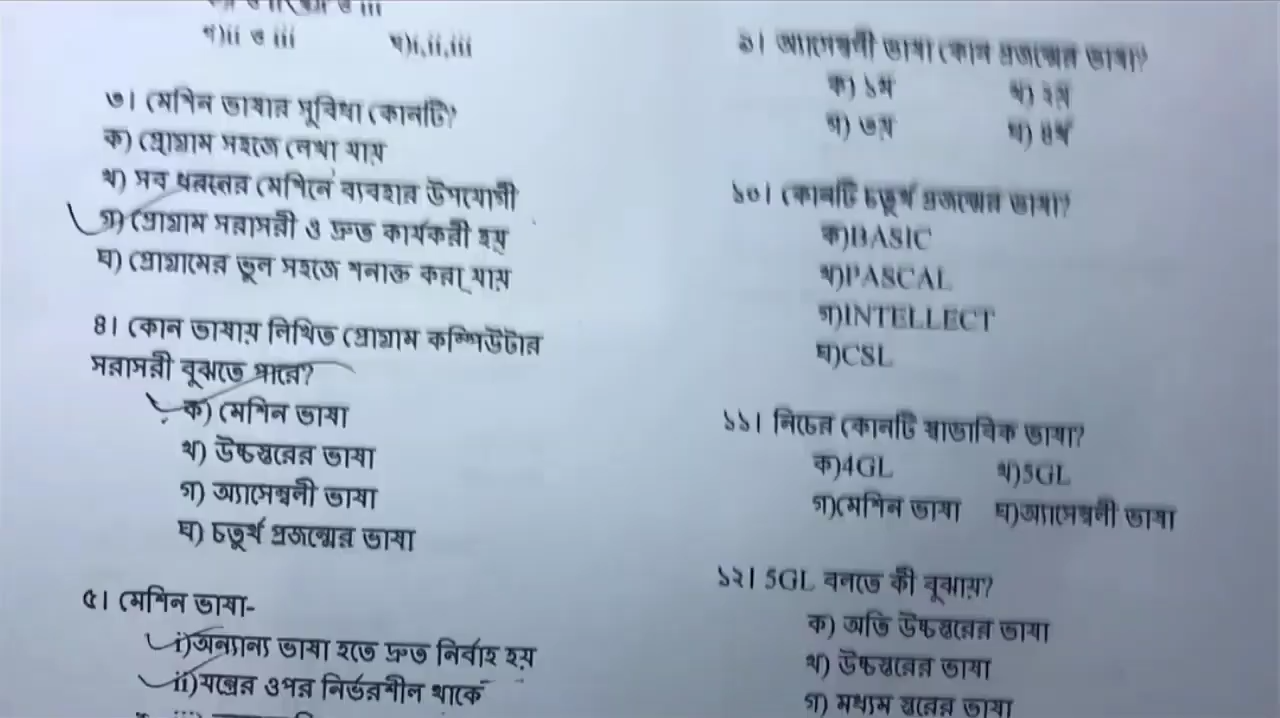 গ)ii ও iii ঘ)i,ii,iii
৩। মেশিন ভাষার সুবিধা কোনটি?
ক) প্রোগ্রাম সহজে লেখা যায়
খ) সব ধরনের মেশিনে ব্যবহার উপযোগী
গ) প্রোগ্রাম সরাসরী ও দ্রুত কার্যকরী হয়
ঘ) প্রোগ্রামের ভুল সহজে শনাক্ত করা যায়
৪। কোন ভাষায় লিখিত প্রোগ্রাম কম্পিউটার
সরাসরী বুঝতে পারে?
ক) মেশিন ভাষা
খ) উচ্চস্তরের ভাষা
গ) অ্যাসেম্বলী ভাষা
ঘ) চতুর্থ প্রজন্মের ভাষা
৫। মেশিন ভাষা-
i)অন্যান্য ভাষা হতে দ্রুত নির্বাহ হয়
ii)যন্ত্রের ওপর নির্ভরশীল থাকে
৯। অ্যাসেম্বলী ভাষা কোন প্রজন্মের ভাষা?
ক) ১ম খ) ২য়
গ) ৩য় ঘ) ৪র্থ
১০। কোনটি চতুর্থ প্রজন্মের ভাষা?
ক)BASIC
খ)PASCAL
গ)INTELLECT
ঘ)CSL
১১। নিচের কোনটি স্বাভাবিক ভাষা?
ক)4GL খ)5GL
গ)মেশিন ভাষা ঘ)অ্যাসেম্বলী ভাষা
১২। 5GL বলতে কী বুঝায়?
ক) অতি উচ্চস্তরের ভাষা
খ) উচ্চস্তরের ভাষা
গ) মধ্যম স্তরের ভাষা